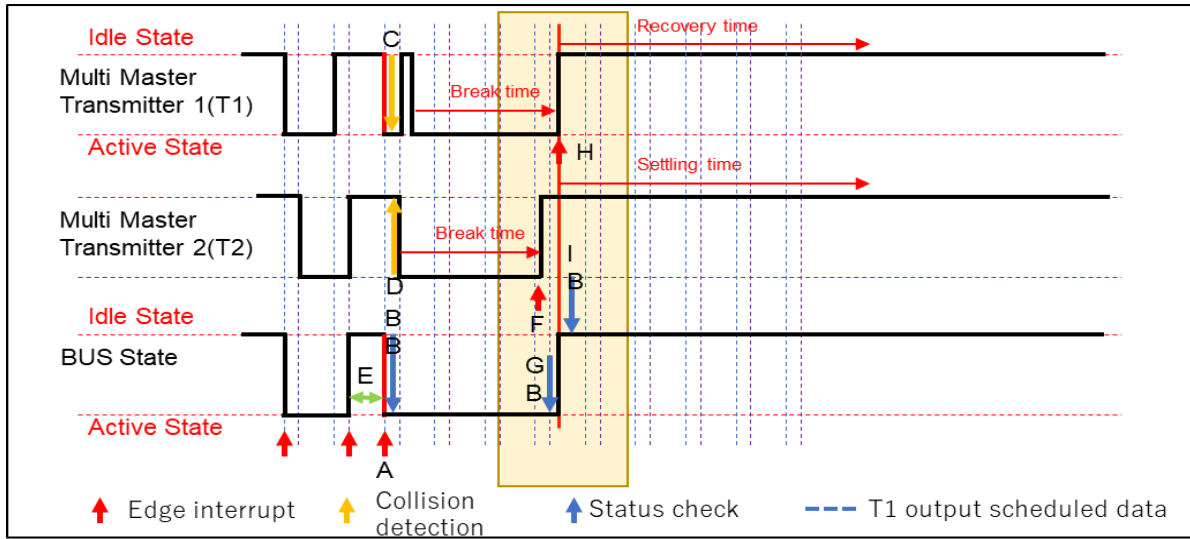 Idle State
C
Recovery time
Multi Master
Transmitter 1(T1)
Break time
Active State
H
Settling time
Multi Master
Transmitter 2(T2)
Break time
I
B
D
Idle State
B
F
BUS State
B
E
G
B
Active State
A
Edge interrupt
Collision
detection
Status check
T1 output scheduled data